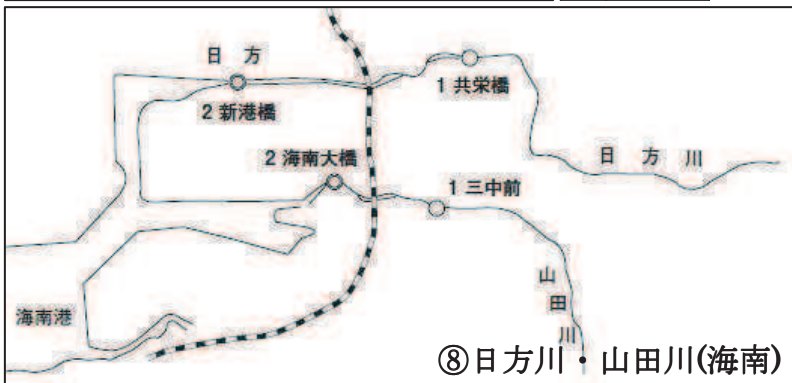 日方
1 共栄橋
2 新港橋
2 海南大橋
日方川
1 三中前
山田川
海南港
⑧日方川・山田川(海南)